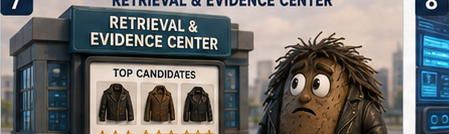 7
RETRIEVAL & EVIDENCE CENTER
8
RETRIEVAL &
EVIDENCE CENTER
TOP CANDIDATES